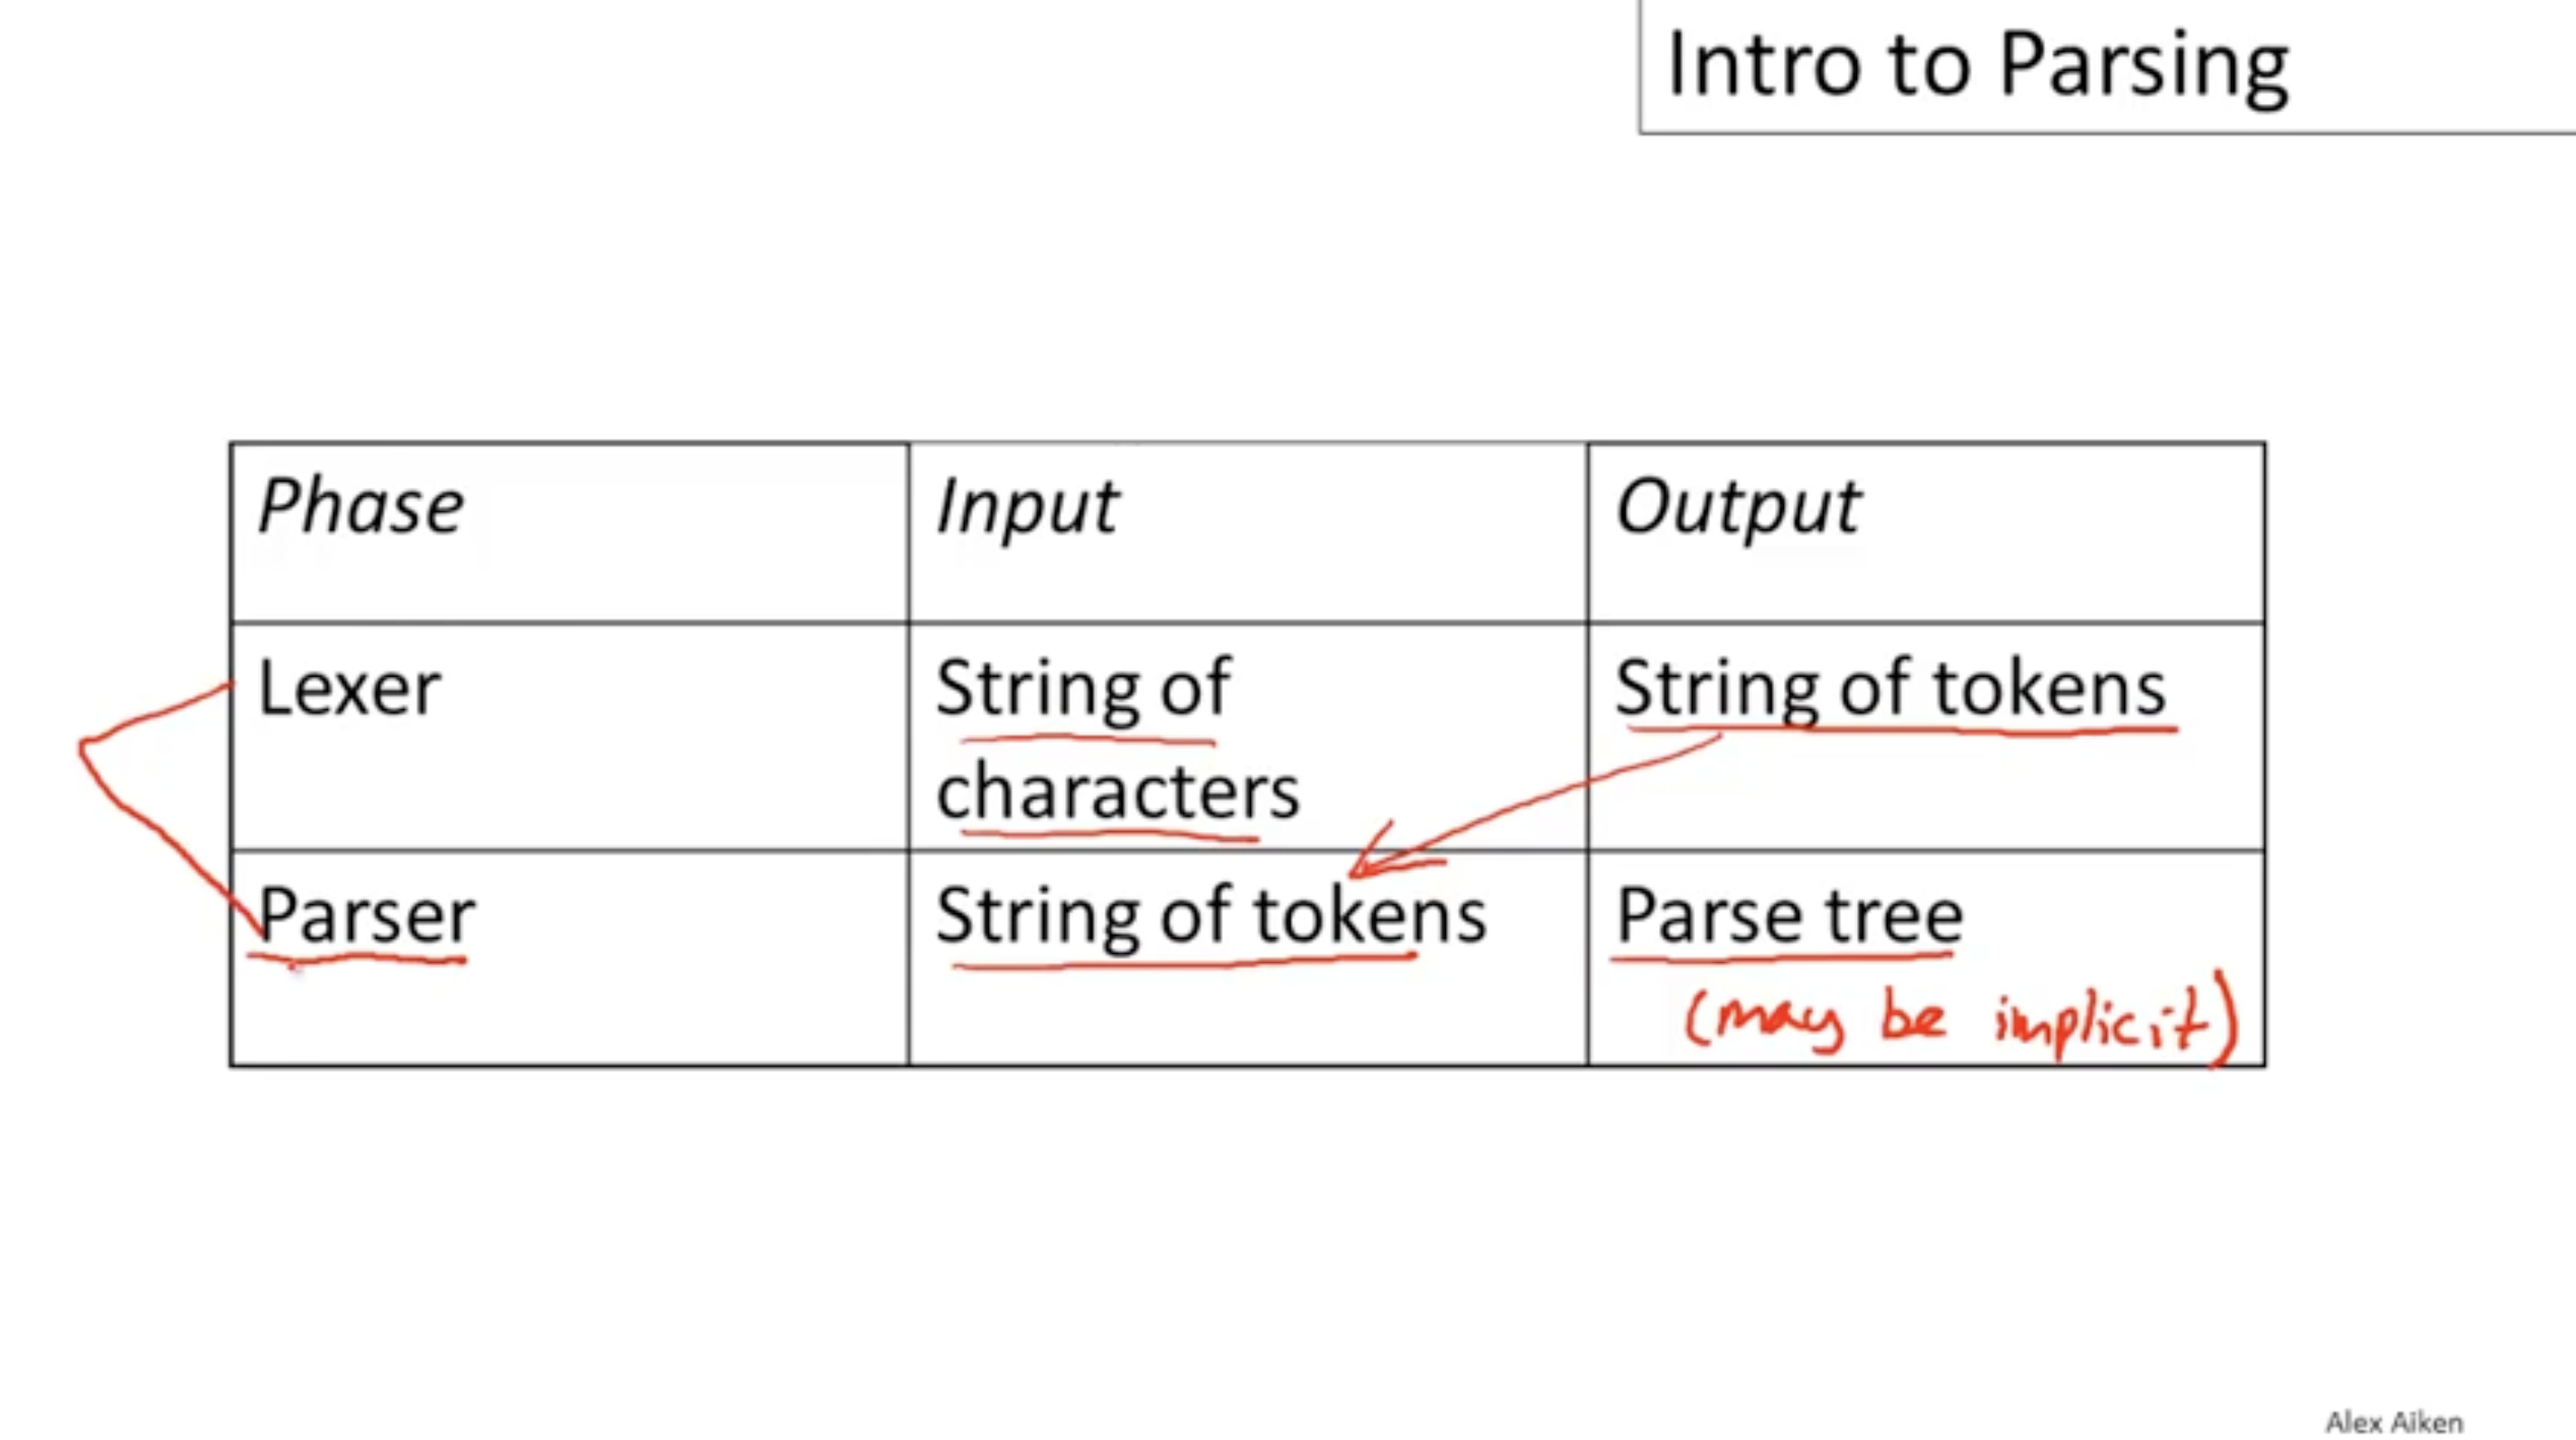 Intro to Parsing
Phase Input Output
Lexer String of String of tokens
characters
Parser String of tokens Parse tree
(may be implicit)
Alex Aiken